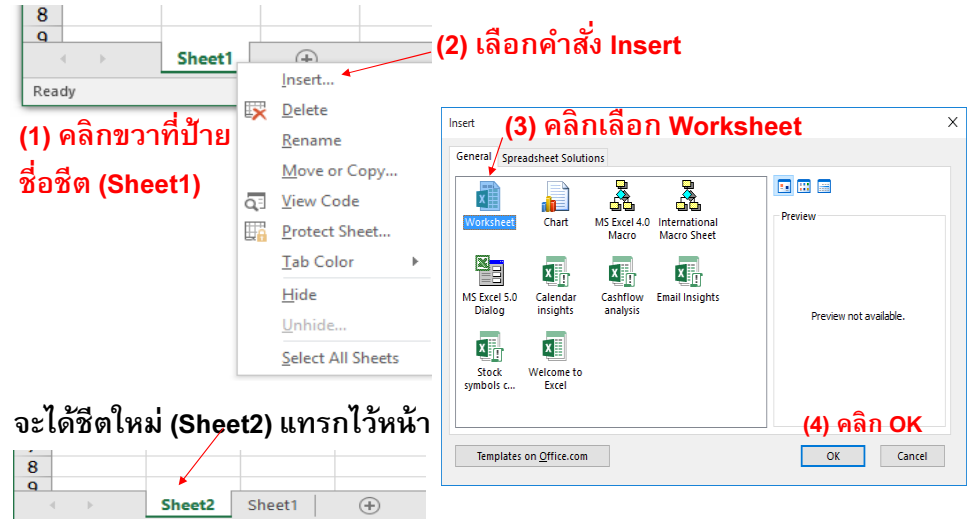 8
9
Sheet1
Ready
(1) คลิกขวาที่ป้าย
ชื่อชีต (Sheet1)
(2) เลือกคำสั่ง Insert
Insert...
Delete
Rename
Move or Copy...
View Code
Protect Sheet...
Tab Color
Hide
Unhide...
Select All Sheets
Insert
(3) คลิกเลือก Worksheet
General
Spreadsheet Solutions
Worksheet
Chart
MS Excel 4.0
Macro
International
Macro Sheet
MS Excel 5.0
Dialog
Calendar
insights
Cashflow
analysis
Email Insights
Stock
symbols c...
Welcome to
Excel
Preview
Preview not available.
(4) คลิก OK
Templates on Office.com
OK
Cancel
จะได้ชีตใหม่ (Sheet2) แทรกไว้หน้า
8
9
Sheet2
Sheet1